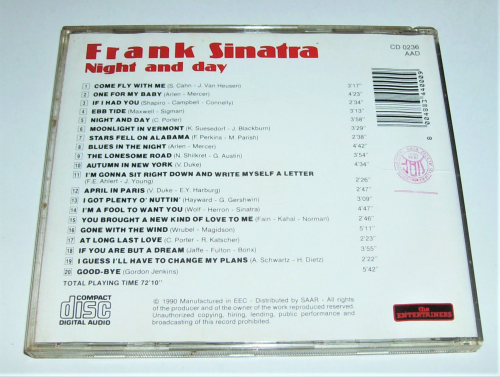 Frank Sinatra
Night and day
CD 0236
AAD
1 COME FLY WITH ME (S. Cahn - J. Van Heusen) 2'17"
2 ONE FOR MY BABY (Arlen - Mercer) 4'23"
3 IF I HAD YOU (Shapiro - Campbell - Connelly) 2'34"
4 EBB TIDE (Maxwell - Sigman) 3'13"
5 NIGHT AND DAY (C. Porter) 3'58"
6 MOONLIGHT IN VERMONT (K. Suesedorf - J. Blackburn) 3'29"
7 STARS FELL ON ALABAMA (F. Perkins - M. Parish) 2'38"
8 BLUES IN THE NIGHT (Arlen - Mercer) 4'42"
9 THE LONESOME ROAD (N. Shilkret - G. Austin) 3'53"
10 AUTUMN IN NEW YORK (V. Duke) 4'34"
11 I'M GONNA SIT RIGHT DOWN AND WRITE MYSELF A LETTER
(F.E. Ahlert - J. Young) 2'26"
12 APRIL IN PARIS (V. Duke - E.Y. Harburg) 2'47"
13 I GOT PLENTY O' NUTTIN' (Hayward - G. Gershwin) 3'09"
14 I'M A FOOL TO WANT YOU (Wolf - Herron - Sinatra) 4'47"
15 YOU BROUGHT A NEW KIND OF LOVE TO ME (Fain - Kahal - Norman) 2'46"
16 GONE WITH THE WIND (Wrubel - Magidson) 5'11"
17 AT LONG LAST LOVE (C. Porter - R. Katscher) 2'23"
18 IF YOU ARE BUT A DREAM (Jaffe - Fulton - Bonx) 3'55"
19 I GUESS I'LL HAVE TO CHANGE MY PLANS (A. Schwartz - H. Dietz) 2'22"
20 GOOD-BYE (Gordon Jenkins) 5'42"
TOTAL PLAYING TIME 72'10"
8 004883 440009
COMPACT
disc
DIGITAL AUDIO
© 1990 Manufactured in EEC - Distributed by SAAR - All rights
of the producer and of the owner of the work reproduced reserved.
Unauthorized copying, hiring, lending, public performance and
broadcasting of this record prohibited.
the
ENTERTAINERS